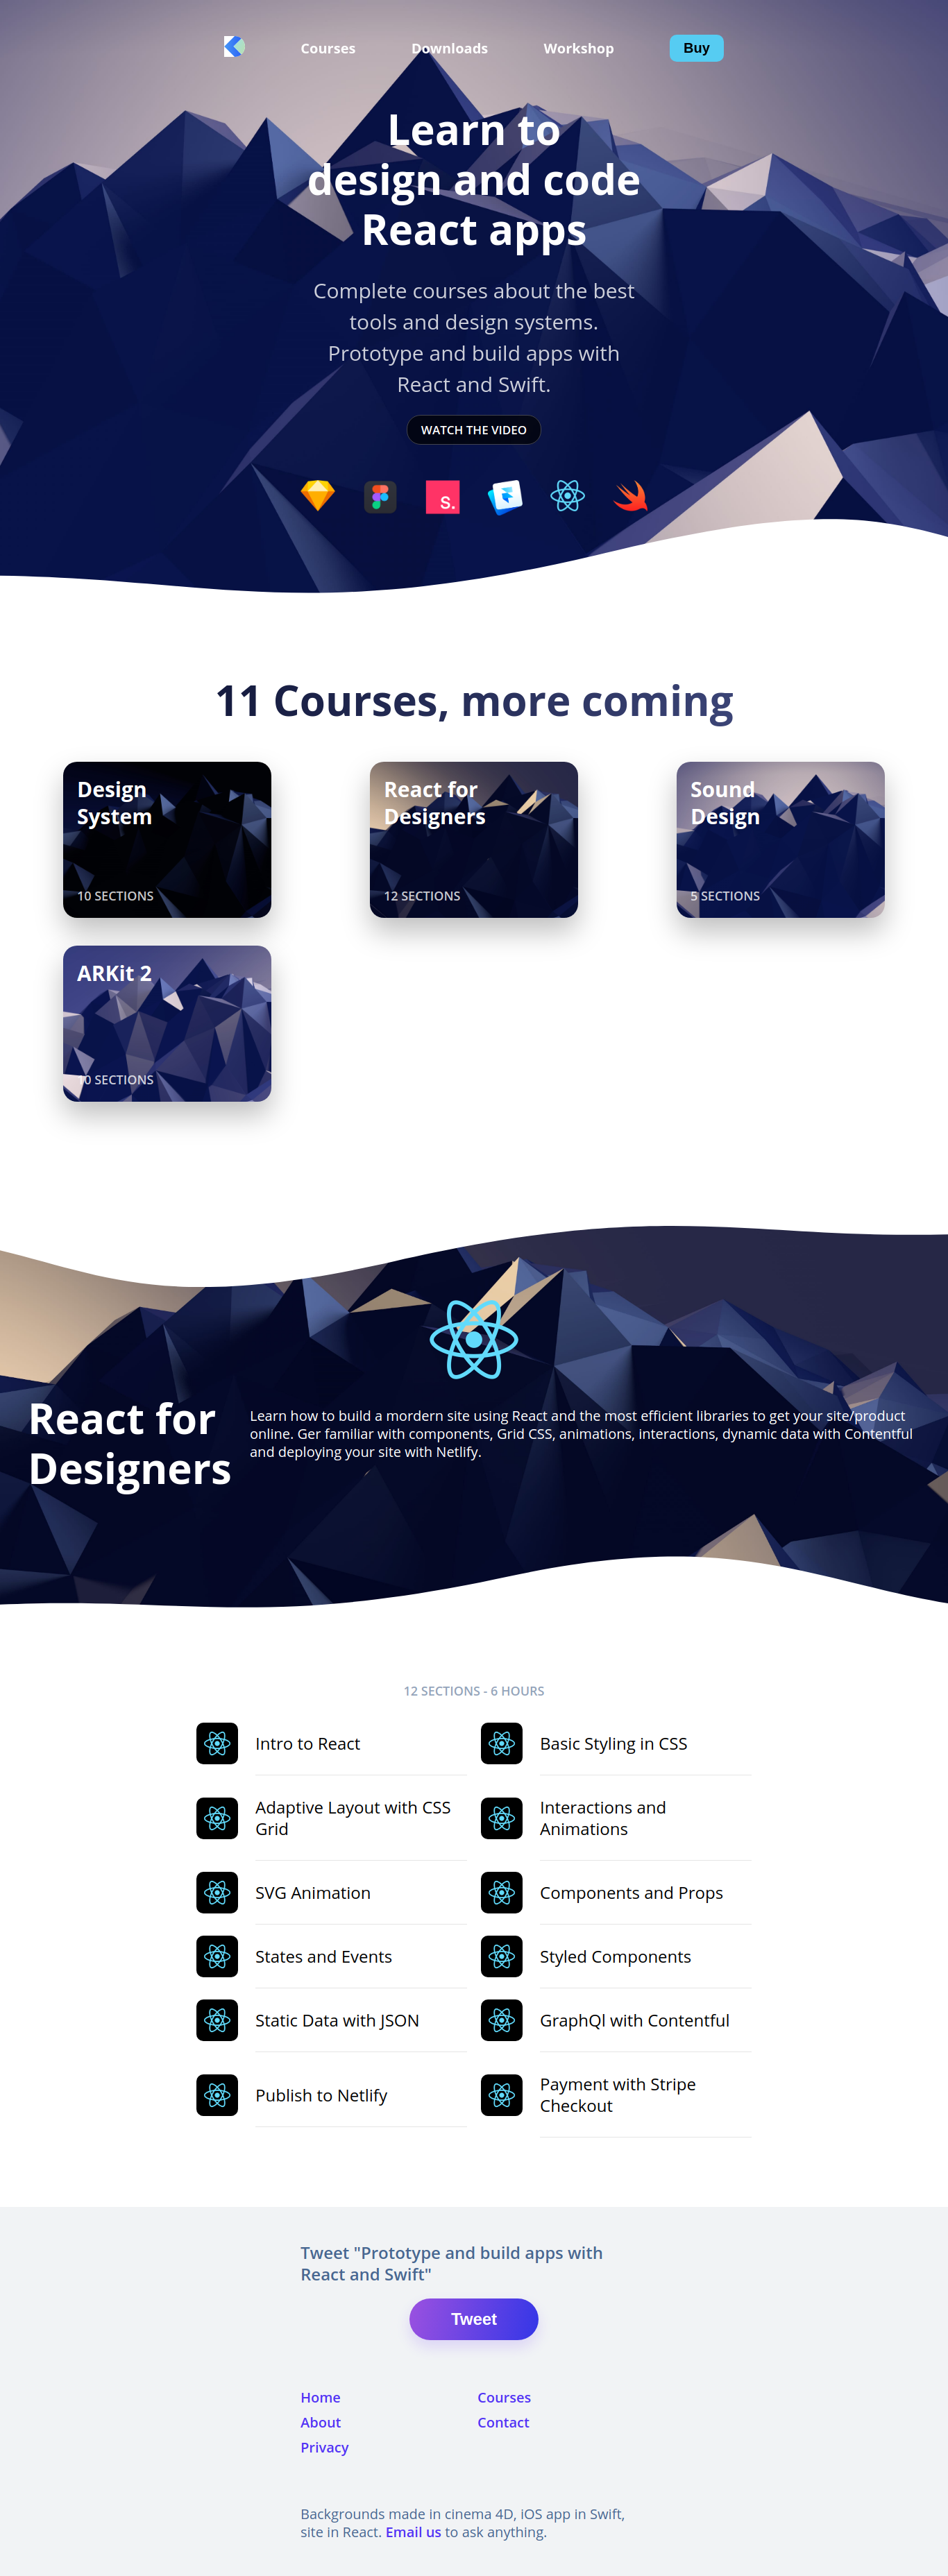 Courses Downloads Workshop Buy
Learn to
design and code
React apps
Complete courses about the best
tools and design systems.
Prototype and build apps with
React and Swift.
WATCH THE VIDEO
S.
11 Courses, more coming
Design
System
10 SECTIONS
React for
Designers
12 SECTIONS
Sound
Design
5 SECTIONS
ARKit 2
10 SECTIONS
React for
Designers
Learn how to build a mordern site using React and the most efficient libraries to get your site/product
online. Ger familiar with components, Grid CSS, animations, interactions, dynamic data with Contentful
and deploying your site with Netlify.
12 SECTIONS - 6 HOURS
Intro to React
Basic Styling in CSS
Adaptive Layout with CSS
Grid
Interactions and
Animations
SVG Animation
Components and Props
States and Events
Styled Components
Static Data with JSON
GraphQl with Contentful
Publish to Netlify
Payment with Stripe
Checkout
Tweet "Prototype and build apps with
React and Swift"
Tweet
Home
Courses
About
Contact
Privacy
Backgrounds made in cinema 4D, iOS app in Swift,
site in React. Email us to ask anything.